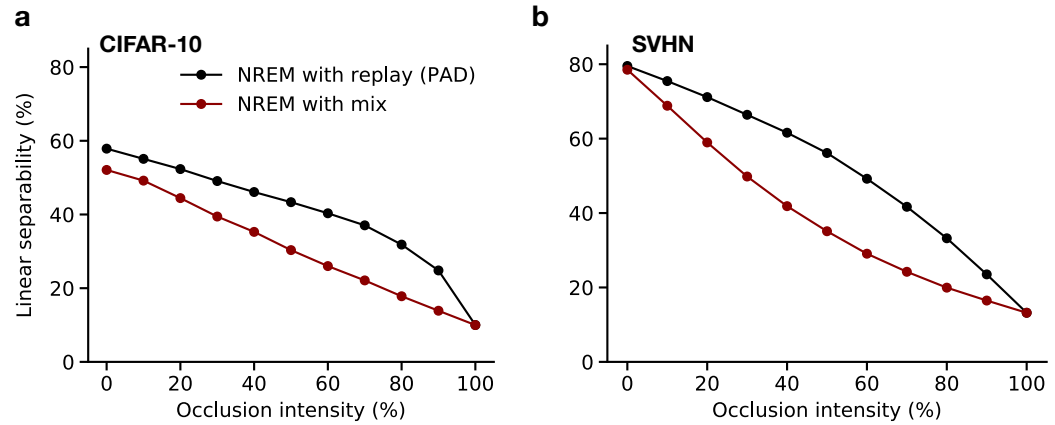 a
CIFAR-10
NREM with replay (PAD)
NREM with mix
Linear separability (%)
80
60
40
20
0
0 20 40 60 80 100
Occlusion intensity (%)
b
SVHN
80
60
40
20
0
0 20 40 60 80 100
Occlusion intensity (%)